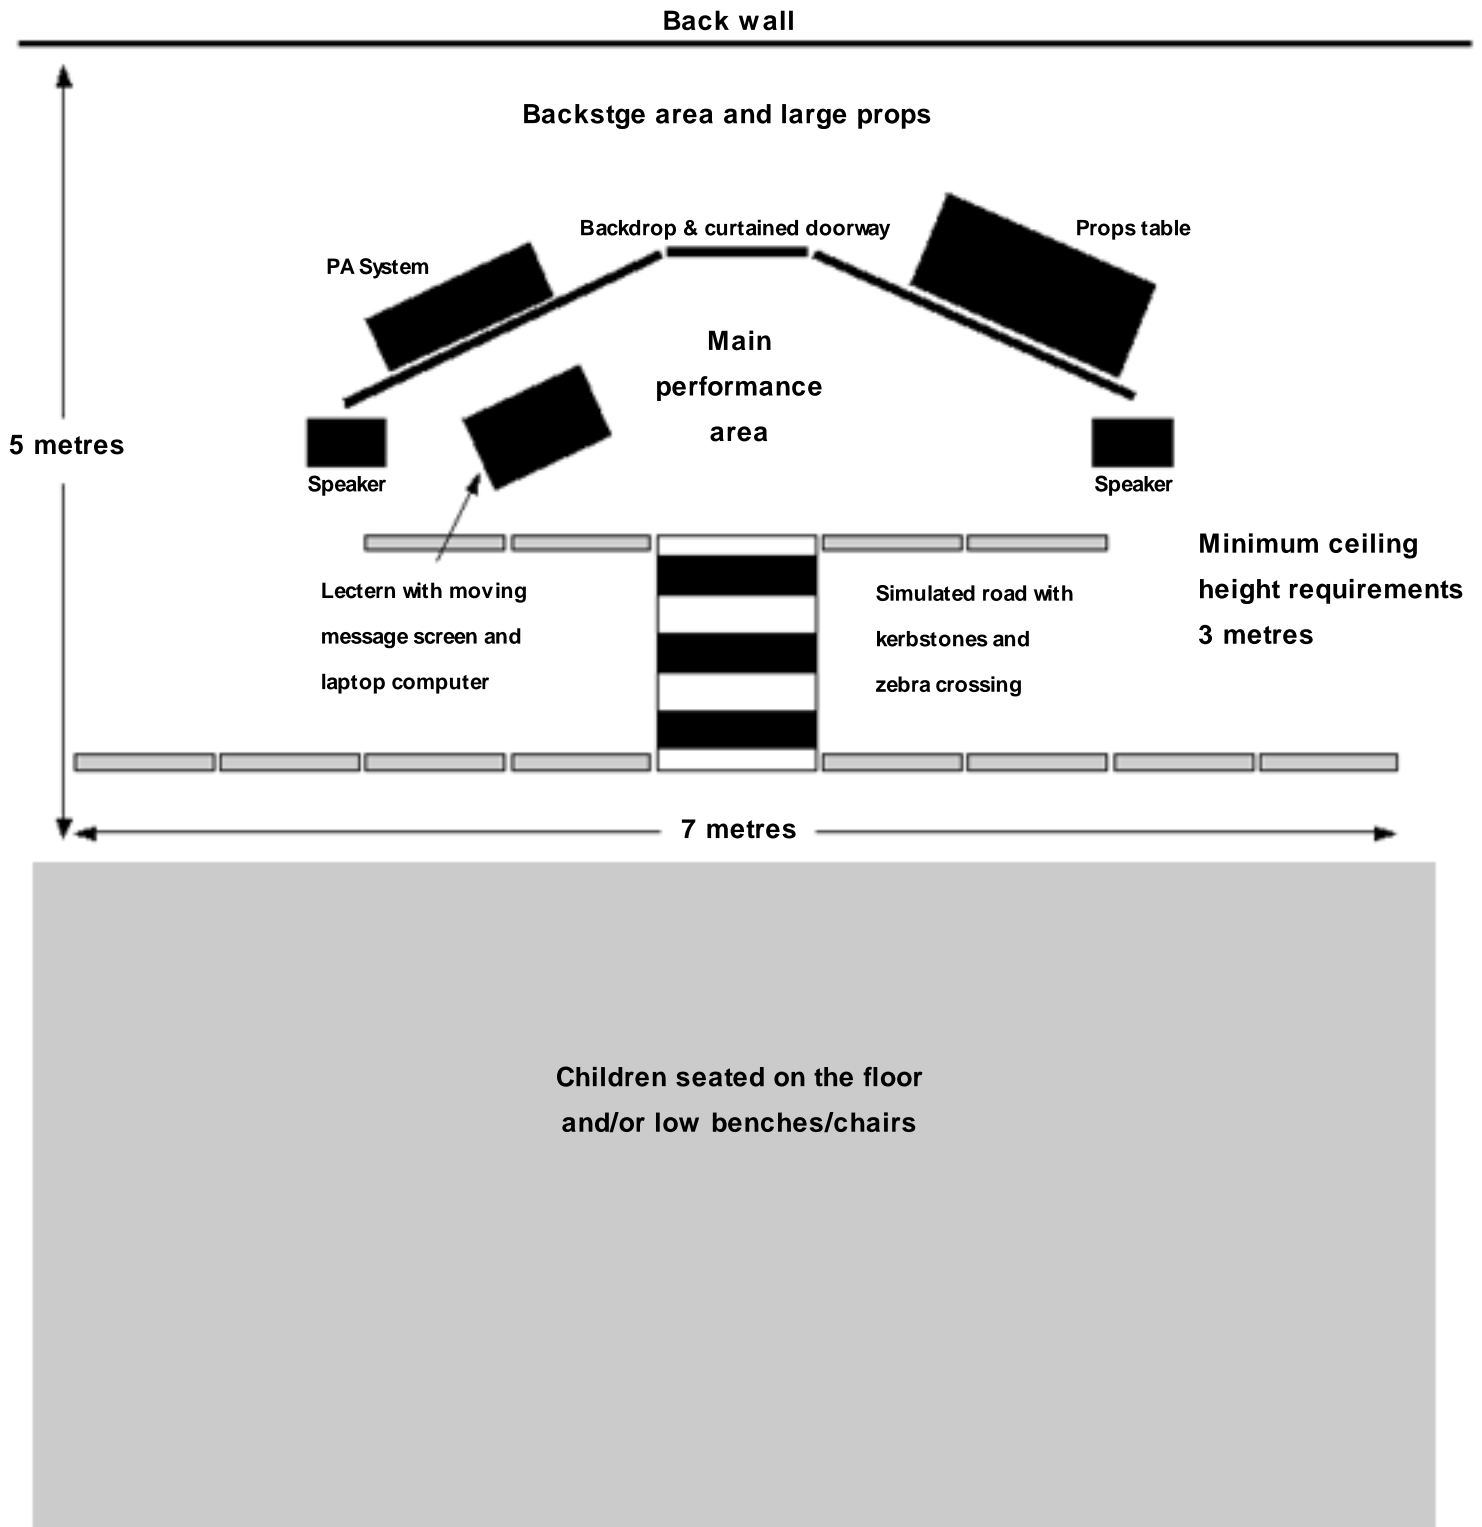 Back wall
Backstge area and large props
Backdrop & curtained doorway
Props table
PA System
Main
performance
area
5 metres
Speaker
Speaker
Lectern with moving
message screen and
laptop computer
Simulated road with
kerbstones and
zebra crossing
Minimum ceiling
height requirements
3 metres
7 metres
Children seated on the floor
and/or low benches/chairs